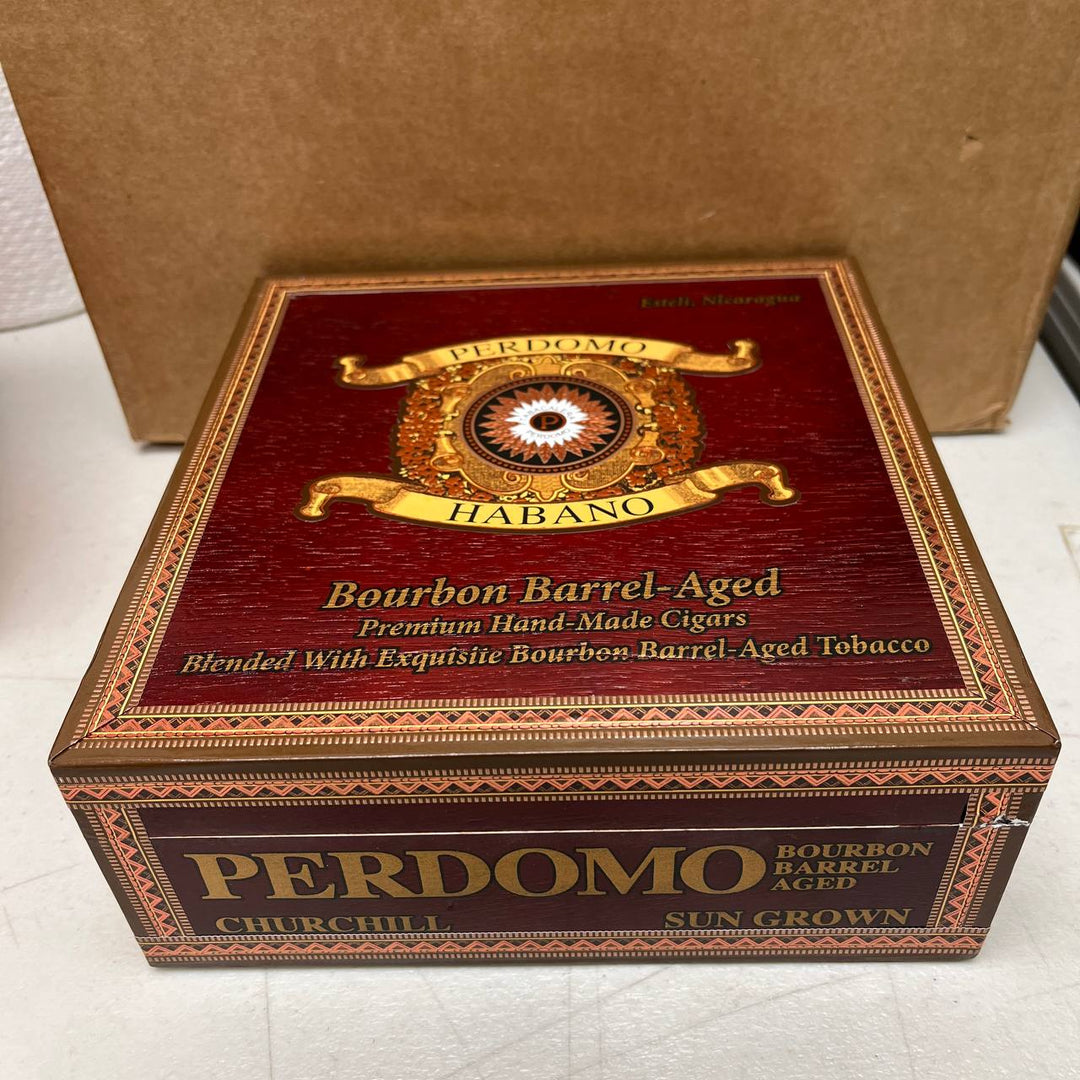 Esteli, Nicaragua
PERDOMO
P
PERDOMO
HABANO
Bourbon Barrel-Aged
Premium Hand-Made Cigars
Blended With Exquisite Bourbon Barrel-Aged Tobacco
PERDOMO
BOURBON
BARREL
AGED
CHURCHILL
SUN GROWN